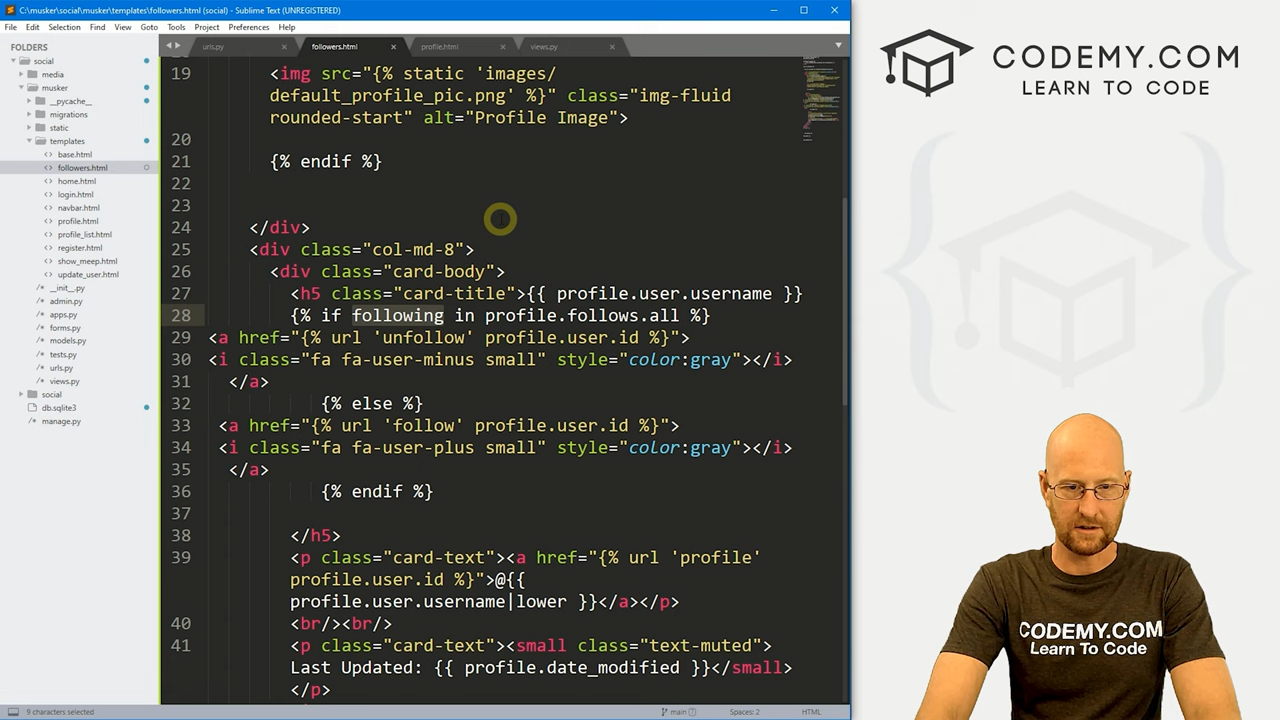 C:\musker\social\musker\templates\followers.html (social) - Sublime Text (UNREGISTERED)
File Edit Selection Find View Goto Tools Project Preferences Help
FOLDERS
social
media
musker
__pycache__
migrations
static
templates
base.html
followers.html
home.html
login.html
navbar.html
profile.html
profile_list.html
register.html
show_meep.html
update_user.html
__init__.py
admin.py
apps.py
forms.py
models.py
tests.py
urls.py
views.py
social
db.sqlite3
manage.py
urls.py followers.html profile.html views.py
19 <img src="{% static 'images/
default_profile_pic.png' %}" class="img-fluid
rounded-start" alt="Profile Image">
20
21 {% endif %}
22
23
24 </div>
25 <div class="col-md-8">
26 <div class="card-body">
27 <h5 class="card-title">{{ profile.user.username }}
28 {% if following in profile.follows.all %}
29 <a href="{% url 'unfollow' profile.user.id %}">
30 <i class="fa fa-user-minus small" style="color:gray"></i>
31 </a>
32 {% else %}
33 <a href="{% url 'follow' profile.user.id %}">
34 <i class="fa fa-user-plus small" style="color:gray"></i>
35 </a>
36 {% endif %}
37
38 </h5>
39 <p class="card-text"><a href="{% url 'profile'
profile.user.id %}">@{{
profile.user.username|lower }}</a></p>
40 <br/><br/>
41 <p class="card-text"><small class="text-muted">
Last Updated: {{ profile.date_modified }}</small>
</p>
9 characters selected main Spaces: 2 HTML
CODEMY.COM
LEARN TO CODE
CODEMY.COM
Learn To Code